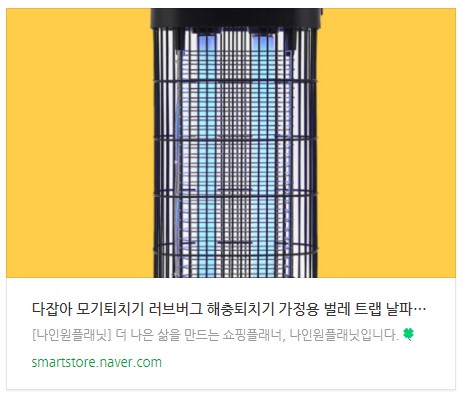 다잡아 모기퇴치기 러브버그 해충퇴치기 가정용 벌레 트랩 날파…
[나인원플래닛] 더 나은 삶을 만드는 쇼핑플래너, 나인원플래닛입니다. 🍀
smartstore.naver.com